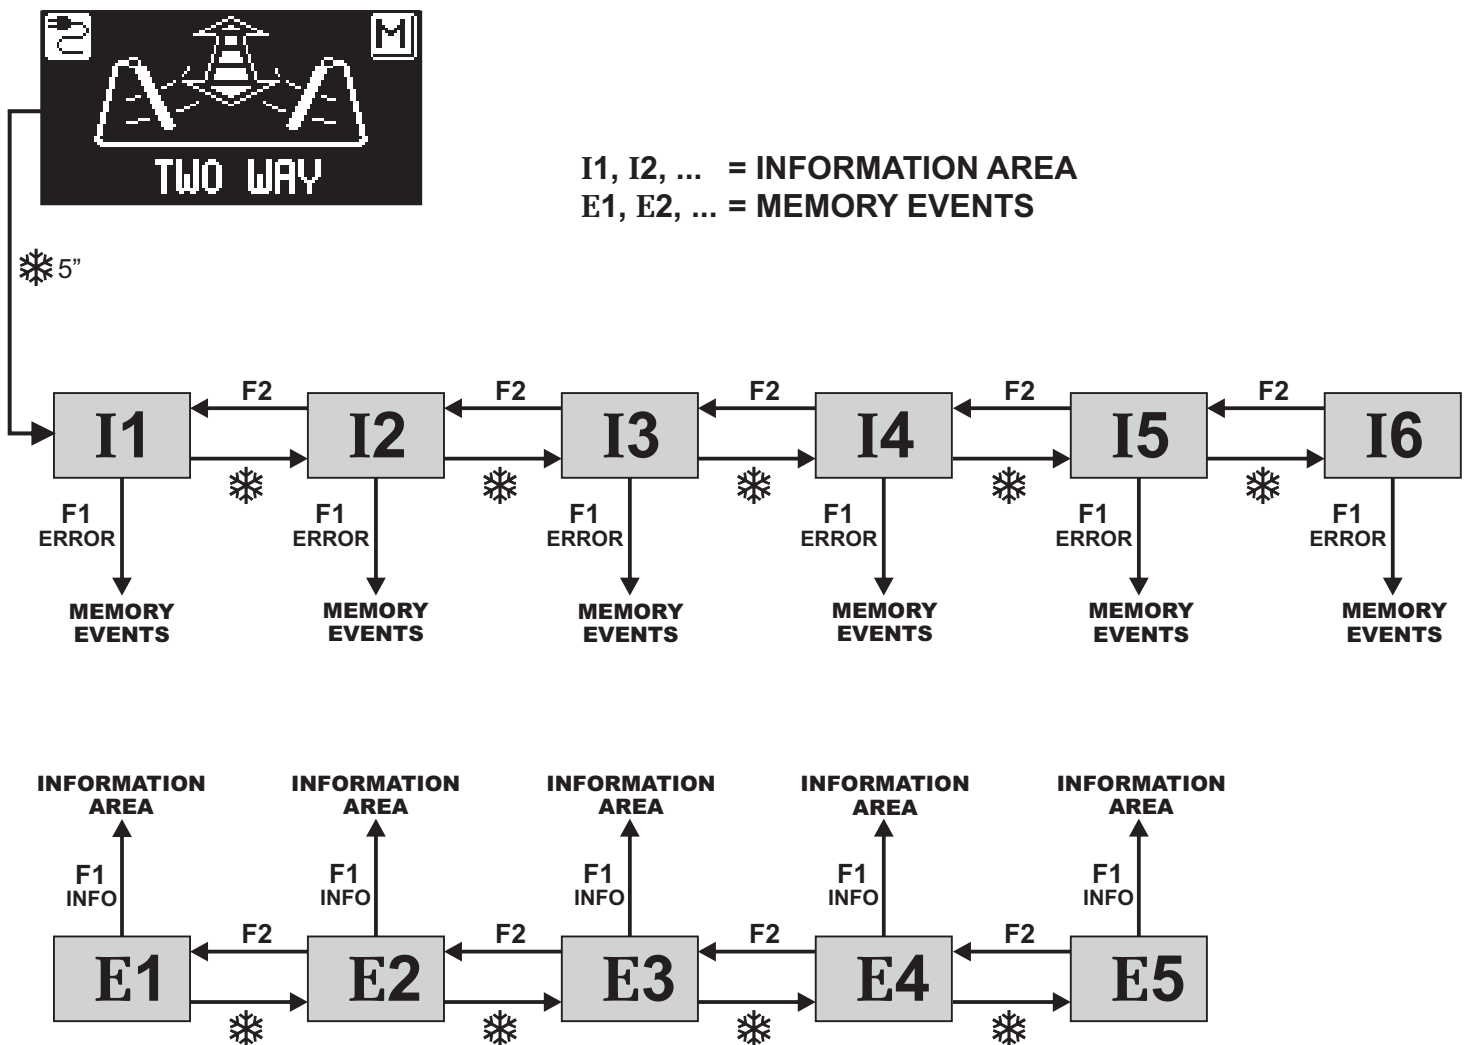 M
TWO WAY
I1, I2, ... = INFORMATION AREA
E1, E2, ... = MEMORY EVENTS
❄ 5”
F2 F2 F2 F2 F2
I1 I2 I3 I4 I5 I6
❄ ❄ ❄ ❄ ❄
F1 F1 F1 F1 F1 F1
ERROR ERROR ERROR ERROR ERROR ERROR
MEMORY MEMORY MEMORY MEMORY MEMORY MEMORY
EVENTS EVENTS EVENTS EVENTS EVENTS EVENTS
INFORMATION INFORMATION INFORMATION INFORMATION INFORMATION
AREA AREA AREA AREA AREA
F1 F1 F1 F1 F1
INFO INFO INFO INFO INFO
F2 F2 F2 F2
E1 E2 E3 E4 E5
❄ ❄ ❄ ❄